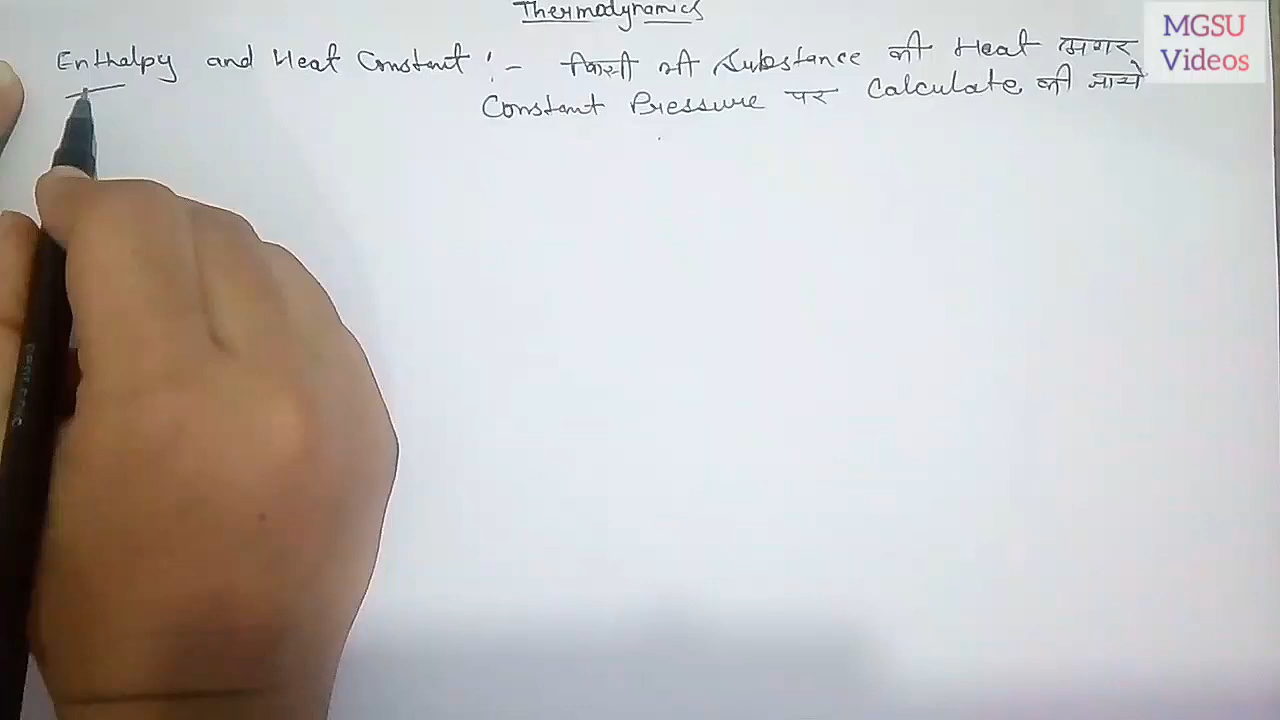 Thermodynamics
MGSU
Videos
Enthalpy and Heat Constant :- किसी भी Substance की Heat अगर
Constant Pressure पर Calculate की जाये